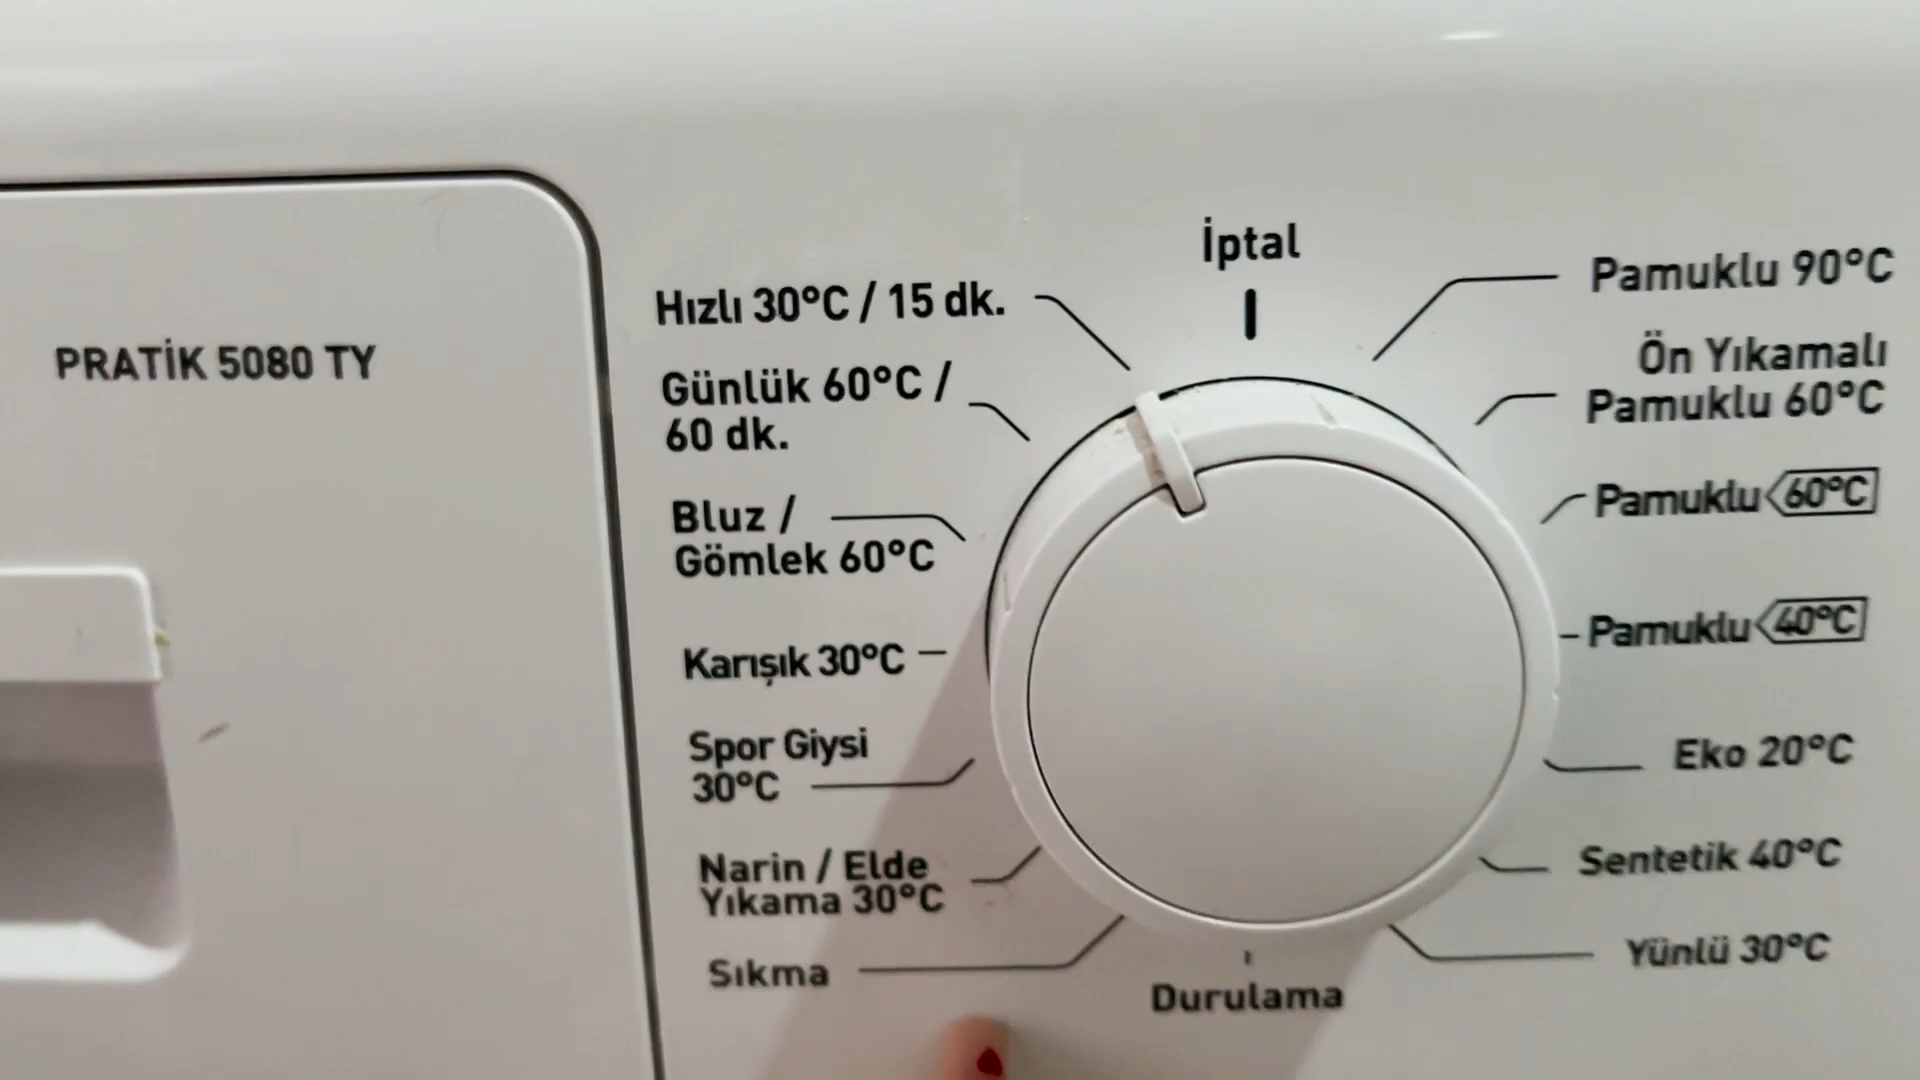 PRATİK 5080 TY
İptal
Hızlı 30°C / 15 dk.
Günlük 60°C /
60 dk.
Bluz /
Gömlek 60°C
Karışık 30°C
Spor Giysi
30°C
Narin / Elde
Yıkama 30°C
Sıkma
Durulama
Pamuklu 90°C
Ön Yıkamalı
Pamuklu 60°C
Pamuklu 60°C
Pamuklu 40°C
Eko 20°C
Sentetik 40°C
Yünlü 30°C